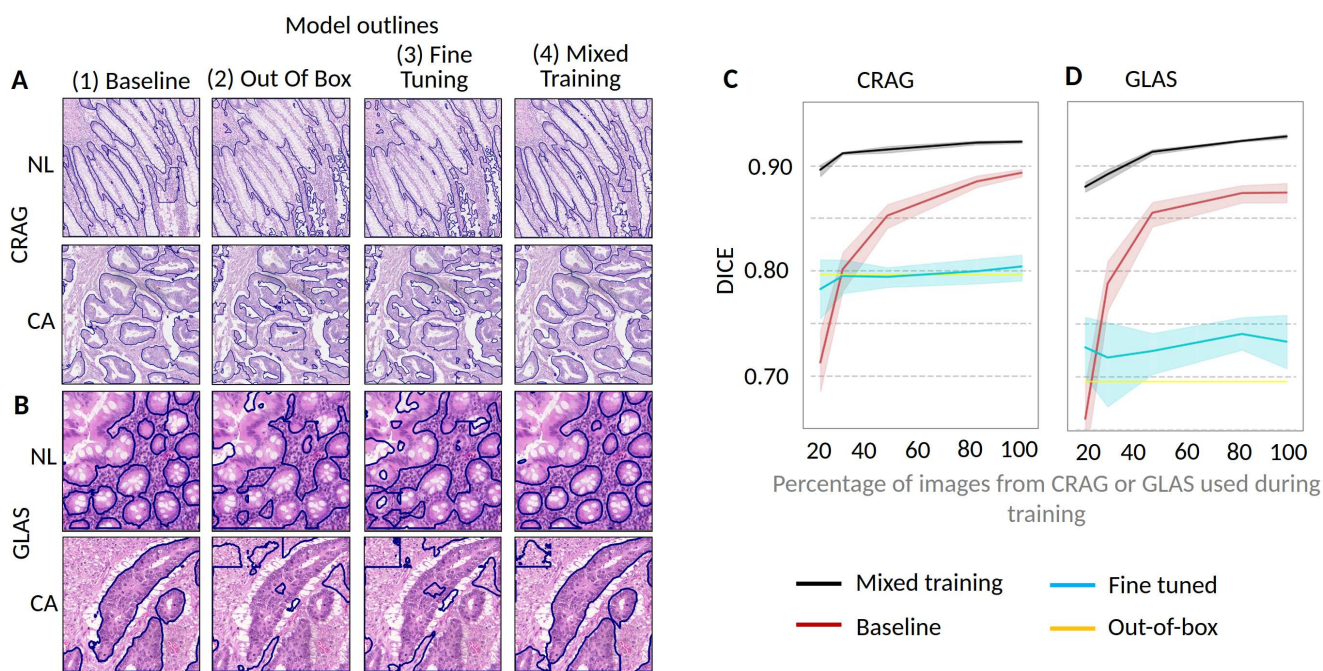 Model outlines
(1) Baseline
(2) Out Of Box
(3) Fine
Tuning
(4) Mixed
Training
A
NL
CRAG
CA
B
NL
GLAS
CA
C
CRAG
D
GLAS
DICE
0.90
0.80
0.70
20 40 60 80 100
20 40 60 80 100
Percentage of images from CRAG or GLAS used during
training
Mixed training
Baseline
Fine tuned
Out-of-box